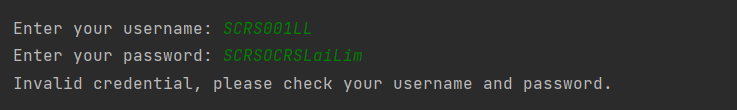 Enter your username: SCRS001LL
Enter your password: SCRSOCRSLaiLim
Invalid credential, please check your username and password.